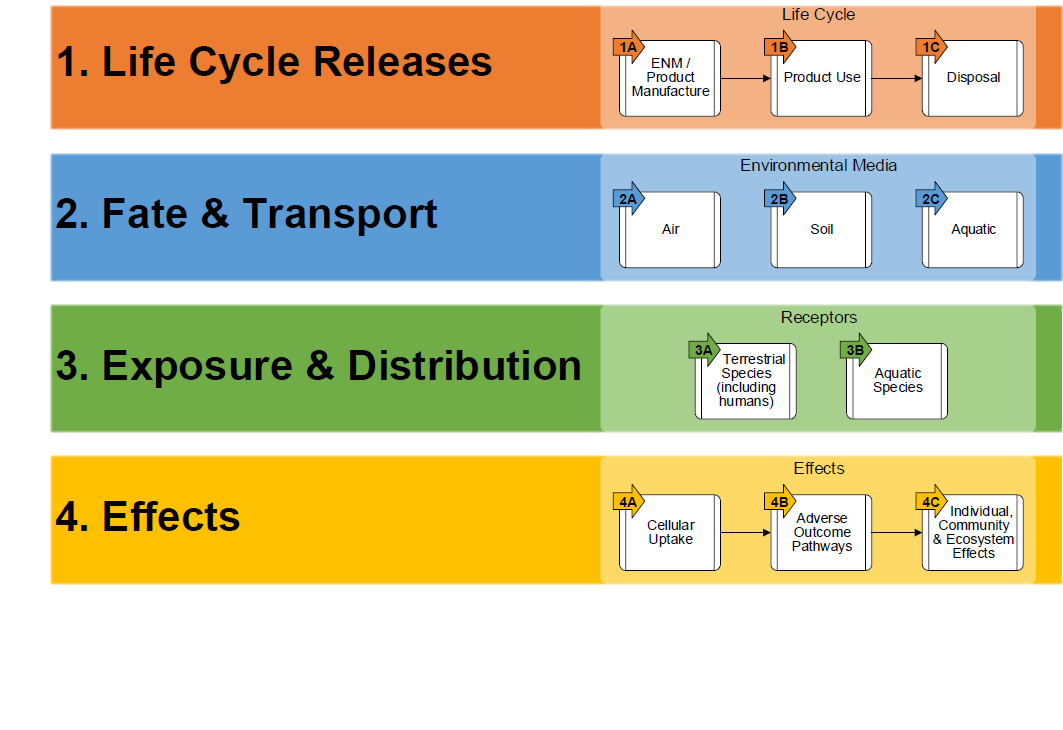 Life Cycle
1. Life Cycle Releases
1A
ENM /
Product
Manufacture
1B
Product Use
1C
Disposal
Environmental Media
2. Fate & Transport
2A
Air
2B
Soil
2C
Aquatic
Receptors
3. Exposure & Distribution
3A
Terrestrial
Species
(including
humans)
3B
Aquatic
Species
Effects
4. Effects
4A
Cellular
Uptake
4B
Adverse
Outcome
Pathways
4C
Individual,
Community
& Ecosystem
Effects